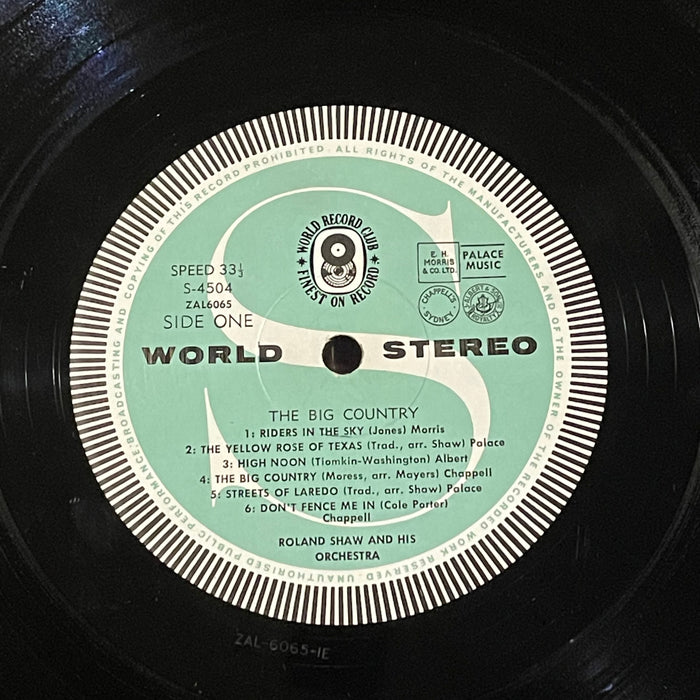 UNAUTHORISED PUBLIC PERFORMANCE, BROADCASTING AND COPYING OF THIS RECORD PROHIBITED. ALL RIGHTS OF THE MANUFACTURERS AND OF THE OWNER OF THE RECORDED WORK RESERVED.
WORLD RECORD CLUB
FINEST ON RECORD
E. H. MORRIS & CO. LTD.
PALACE MUSIC
CHAPPELL'S SYDNEY
SPEED 33⅓
S-4504
ZAL6065
SIDE ONE
WORLD STEREO
THE BIG COUNTRY
1: RIDERS IN THE SKY (Jones) Morris
2: THE YELLOW ROSE OF TEXAS (Trad., arr. Shaw) Palace
3: HIGH NOON (Tiomkin-Washington) Albert
4: THE BIG COUNTRY (Moress, arr. Mayers) Chappell
5: STREETS OF LAREDO (Trad., arr. Shaw) Palace
6: DON'T FENCE ME IN (Cole Porter)
Chappell
ROLAND SHAW AND HIS
ORCHESTRA
ZAL-6065-1E